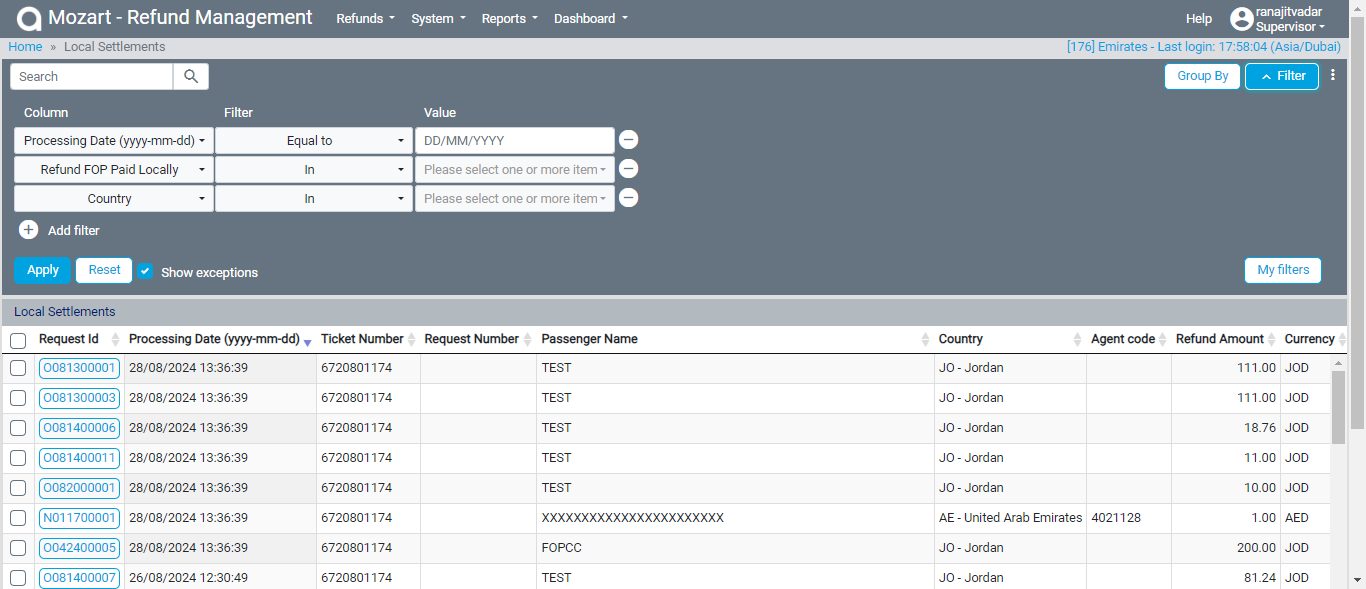 Mozart - Refund Management Refunds System Reports Dashboard Help ranajitvadar Supervisor
Home » Local Settlements [176] Emirates - Last login: 17:58:04 (Asia/Dubai)
Search Group By Filter
Column Filter Value
Processing Date (yyyy-mm-dd) Equal to DD/MM/YYYY
Refund FOP Paid Locally In Please select one or more item
Country In Please select one or more item
Add filter
Apply Reset Show exceptions My filters
Local Settlements
Request Id Processing Date (yyyy-mm-dd) Ticket Number Request Number Passenger Name Country Agent code Refund Amount Currency
O081300001 28/08/2024 13:36:39 6720801174 TEST JO - Jordan 111.00 JOD
O081300003 28/08/2024 13:36:39 6720801174 TEST JO - Jordan 111.00 JOD
O081400006 28/08/2024 13:36:39 6720801174 TEST JO - Jordan 18.76 JOD
O081400011 28/08/2024 13:36:39 6720801174 TEST JO - Jordan 11.00 JOD
O082000001 28/08/2024 13:36:39 6720801174 TEST JO - Jordan 10.00 JOD
N011700001 28/08/2024 13:36:39 6720801174 XXXXXXXXXXXXXXXXXXXXXXX AE - United Arab Emirates 4021128 1.00 AED
O042400005 28/08/2024 13:36:39 6720801174 FOPCC JO - Jordan 200.00 JOD
O081400007 26/08/2024 12:30:49 6720801174 TEST JO - Jordan 81.24 JOD